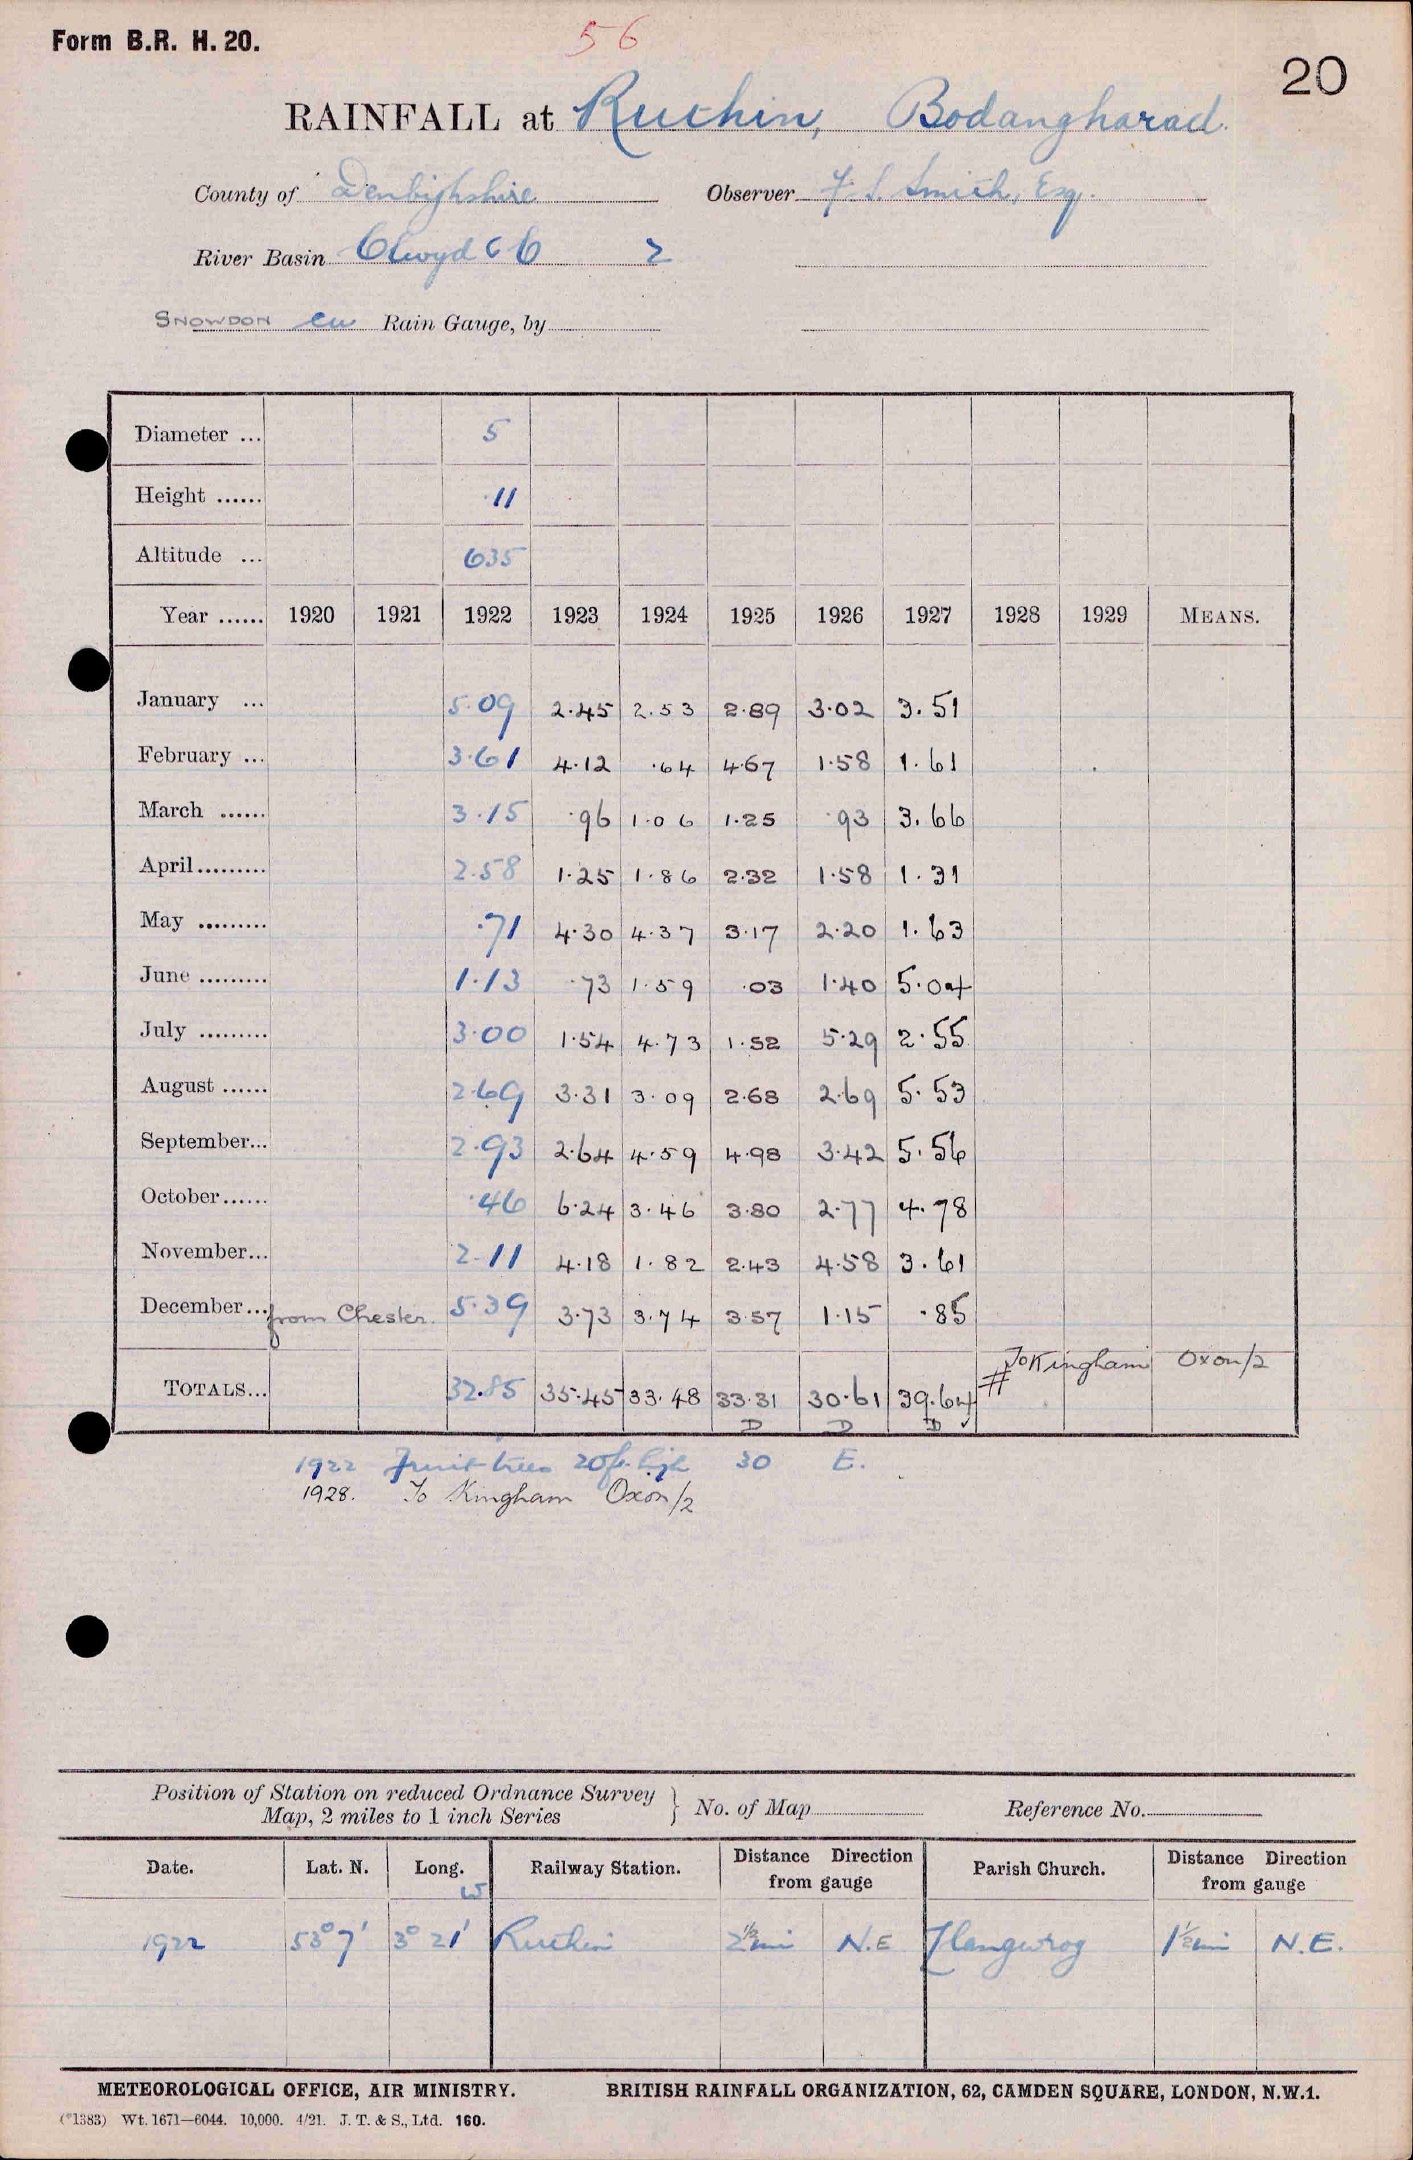 Form B.R. H. 20.
56
20
RAINFALL at Ruthin, Bodangharad.
County of Denbighshire Observer F. S. Smith, Esq.
River Basin Clwyd & C 2
SNOWDON Cu Rain Gauge, by
Diameter ... 5
Height ...... ·11
Altitude ... 635
Year ...... 1920 1921 1922 1923 1924 1925 1926 1927 1928 1929 MEANS.
January ... 5.09 2.45 2.53 2.89 3.02 3.51
February ... 3.61 4.12 .64 4.67 1.58 1.61
March ...... 3.15 .96 1.06 1.25 .93 3.66
April ......... 2.58 1.25 1.86 2.32 1.58 1.31
May ......... .71 4.30 4.37 3.17 2.20 1.63
June ......... 1.13 .73 1.59 .03 1.40 5.04
July ......... 3.00 1.54 4.73 1.52 5.29 2.55
August ...... 2.69 3.31 3.09 2.68 2.69 5.53
September... 2.93 2.64 4.59 4.98 3.42 5.56
October...... .46 6.24 3.46 3.80 2.77 4.78
November... 2.11 4.18 1.82 2.43 4.58 3.61
December... from Chester. 5.39 3.73 3.74 3.57 1.15 .85
# To Kingham Oxon/2
TOTALS... 32.85 35.45 33.48 33.31 30.61 39.64
D D D ✓
1922 Fruit trees 20ft. high 30 E.
1928. To Kingham Oxon/2
Position of Station on reduced Ordnance Survey
Map, 2 miles to 1 inch Series } No. of Map Reference No.
Date. Lat. N. Long. W Railway Station. Distance Direction from gauge Parish Church. Distance Direction from gauge
1922 53° 7' 3° 21' Ruthin 2½ mi N.E Llangwrog 1½ mi N.E.
METEOROLOGICAL OFFICE, AIR MINISTRY. BRITISH RAINFALL ORGANIZATION, 62, CAMDEN SQUARE, LONDON, N.W.1.
(*1383) Wt. 1671—6044. 10,000. 4/21. J. T. & S., Ltd. 160.